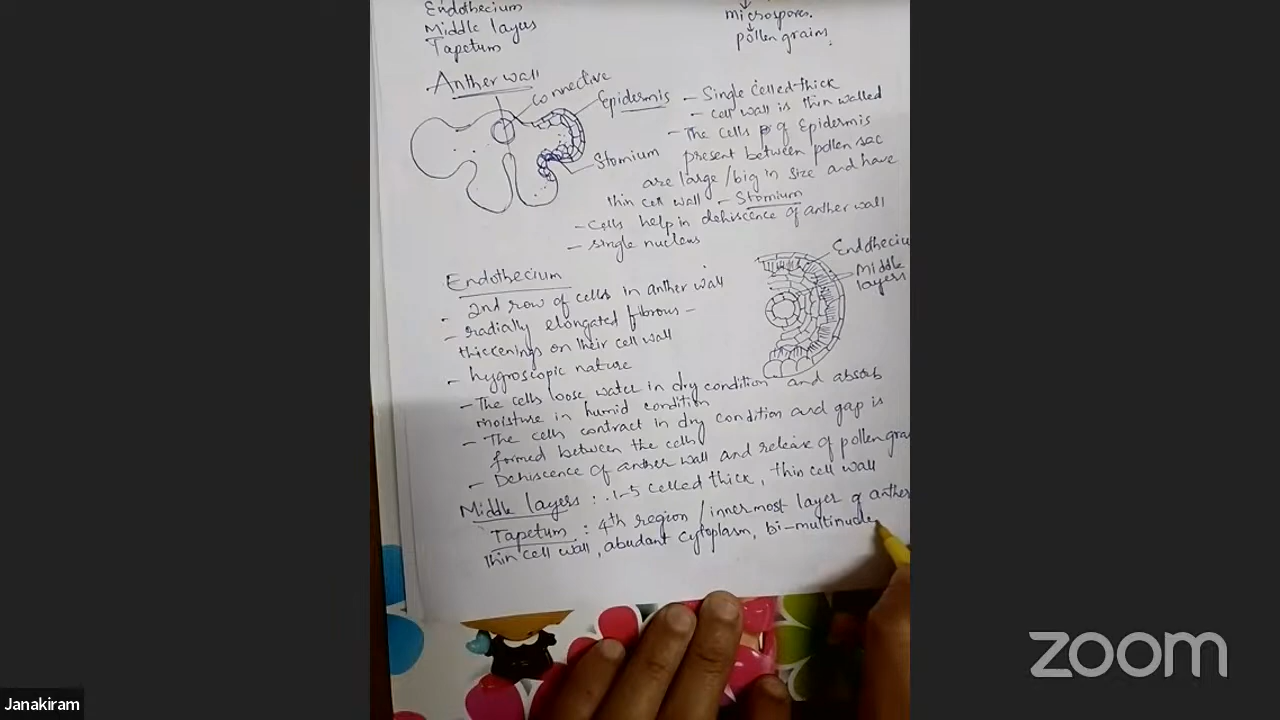 Endothecium
Middle layers
Tapetum
microspores.
pollen grains
Anther wall
connective
Epidermis
Stomium
- Single celled thick
- cell wall is thin walled
- The cells of Epidermis
present between pollen sac
are large / big in size and have
thin cell wall - Stomium
- Cells help in dehiscence of anther wall
- single nucleus
Endothecium
- 2nd row of cells in anther wall
- radially elongated fibrous -
thickenings on their cell wall
- hygroscopic nature
- The cells loose water in dry condition and absorb
moisture in humid condition
- The cells contract in dry condition and gap is
formed between the cells
- Dehiscence of anther wall and release of pollen gra
Enddheciu
Middle
layers
Middle layers : 1-5 celled thick, thin cell wall
Tapetum : 4th region / innermost layer of anther
thin cell wall, abudant cytoplasm, bi-multinucle
zoom
Janakiram